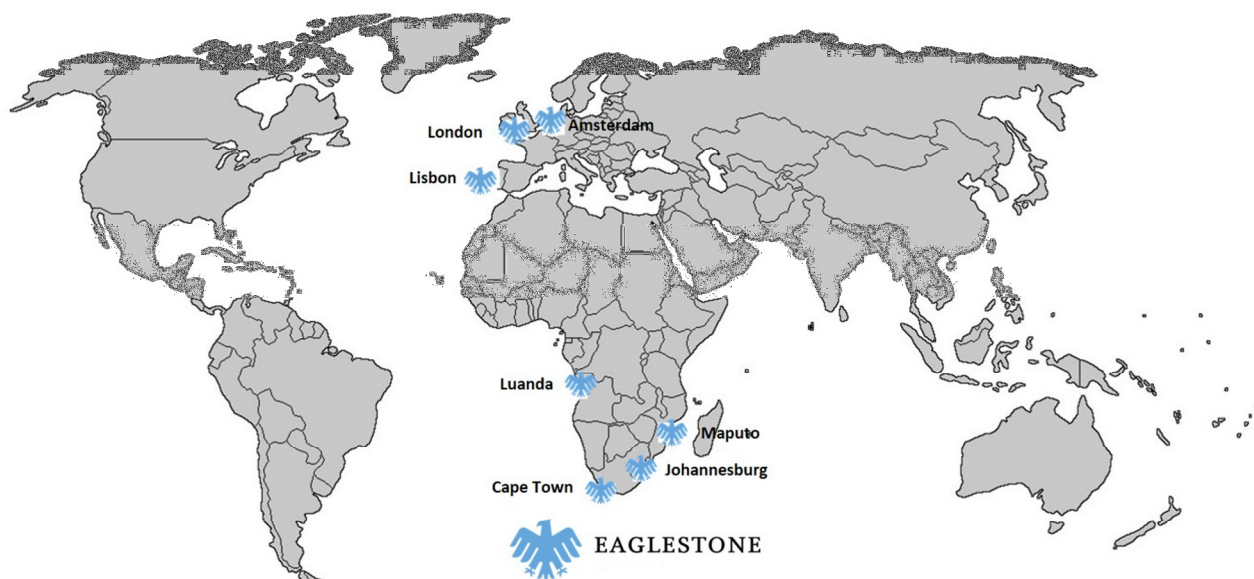 London
Amsterdam
Lisbon
Luanda
Maputo
Johannesburg
Cape Town
EAGLESTONE